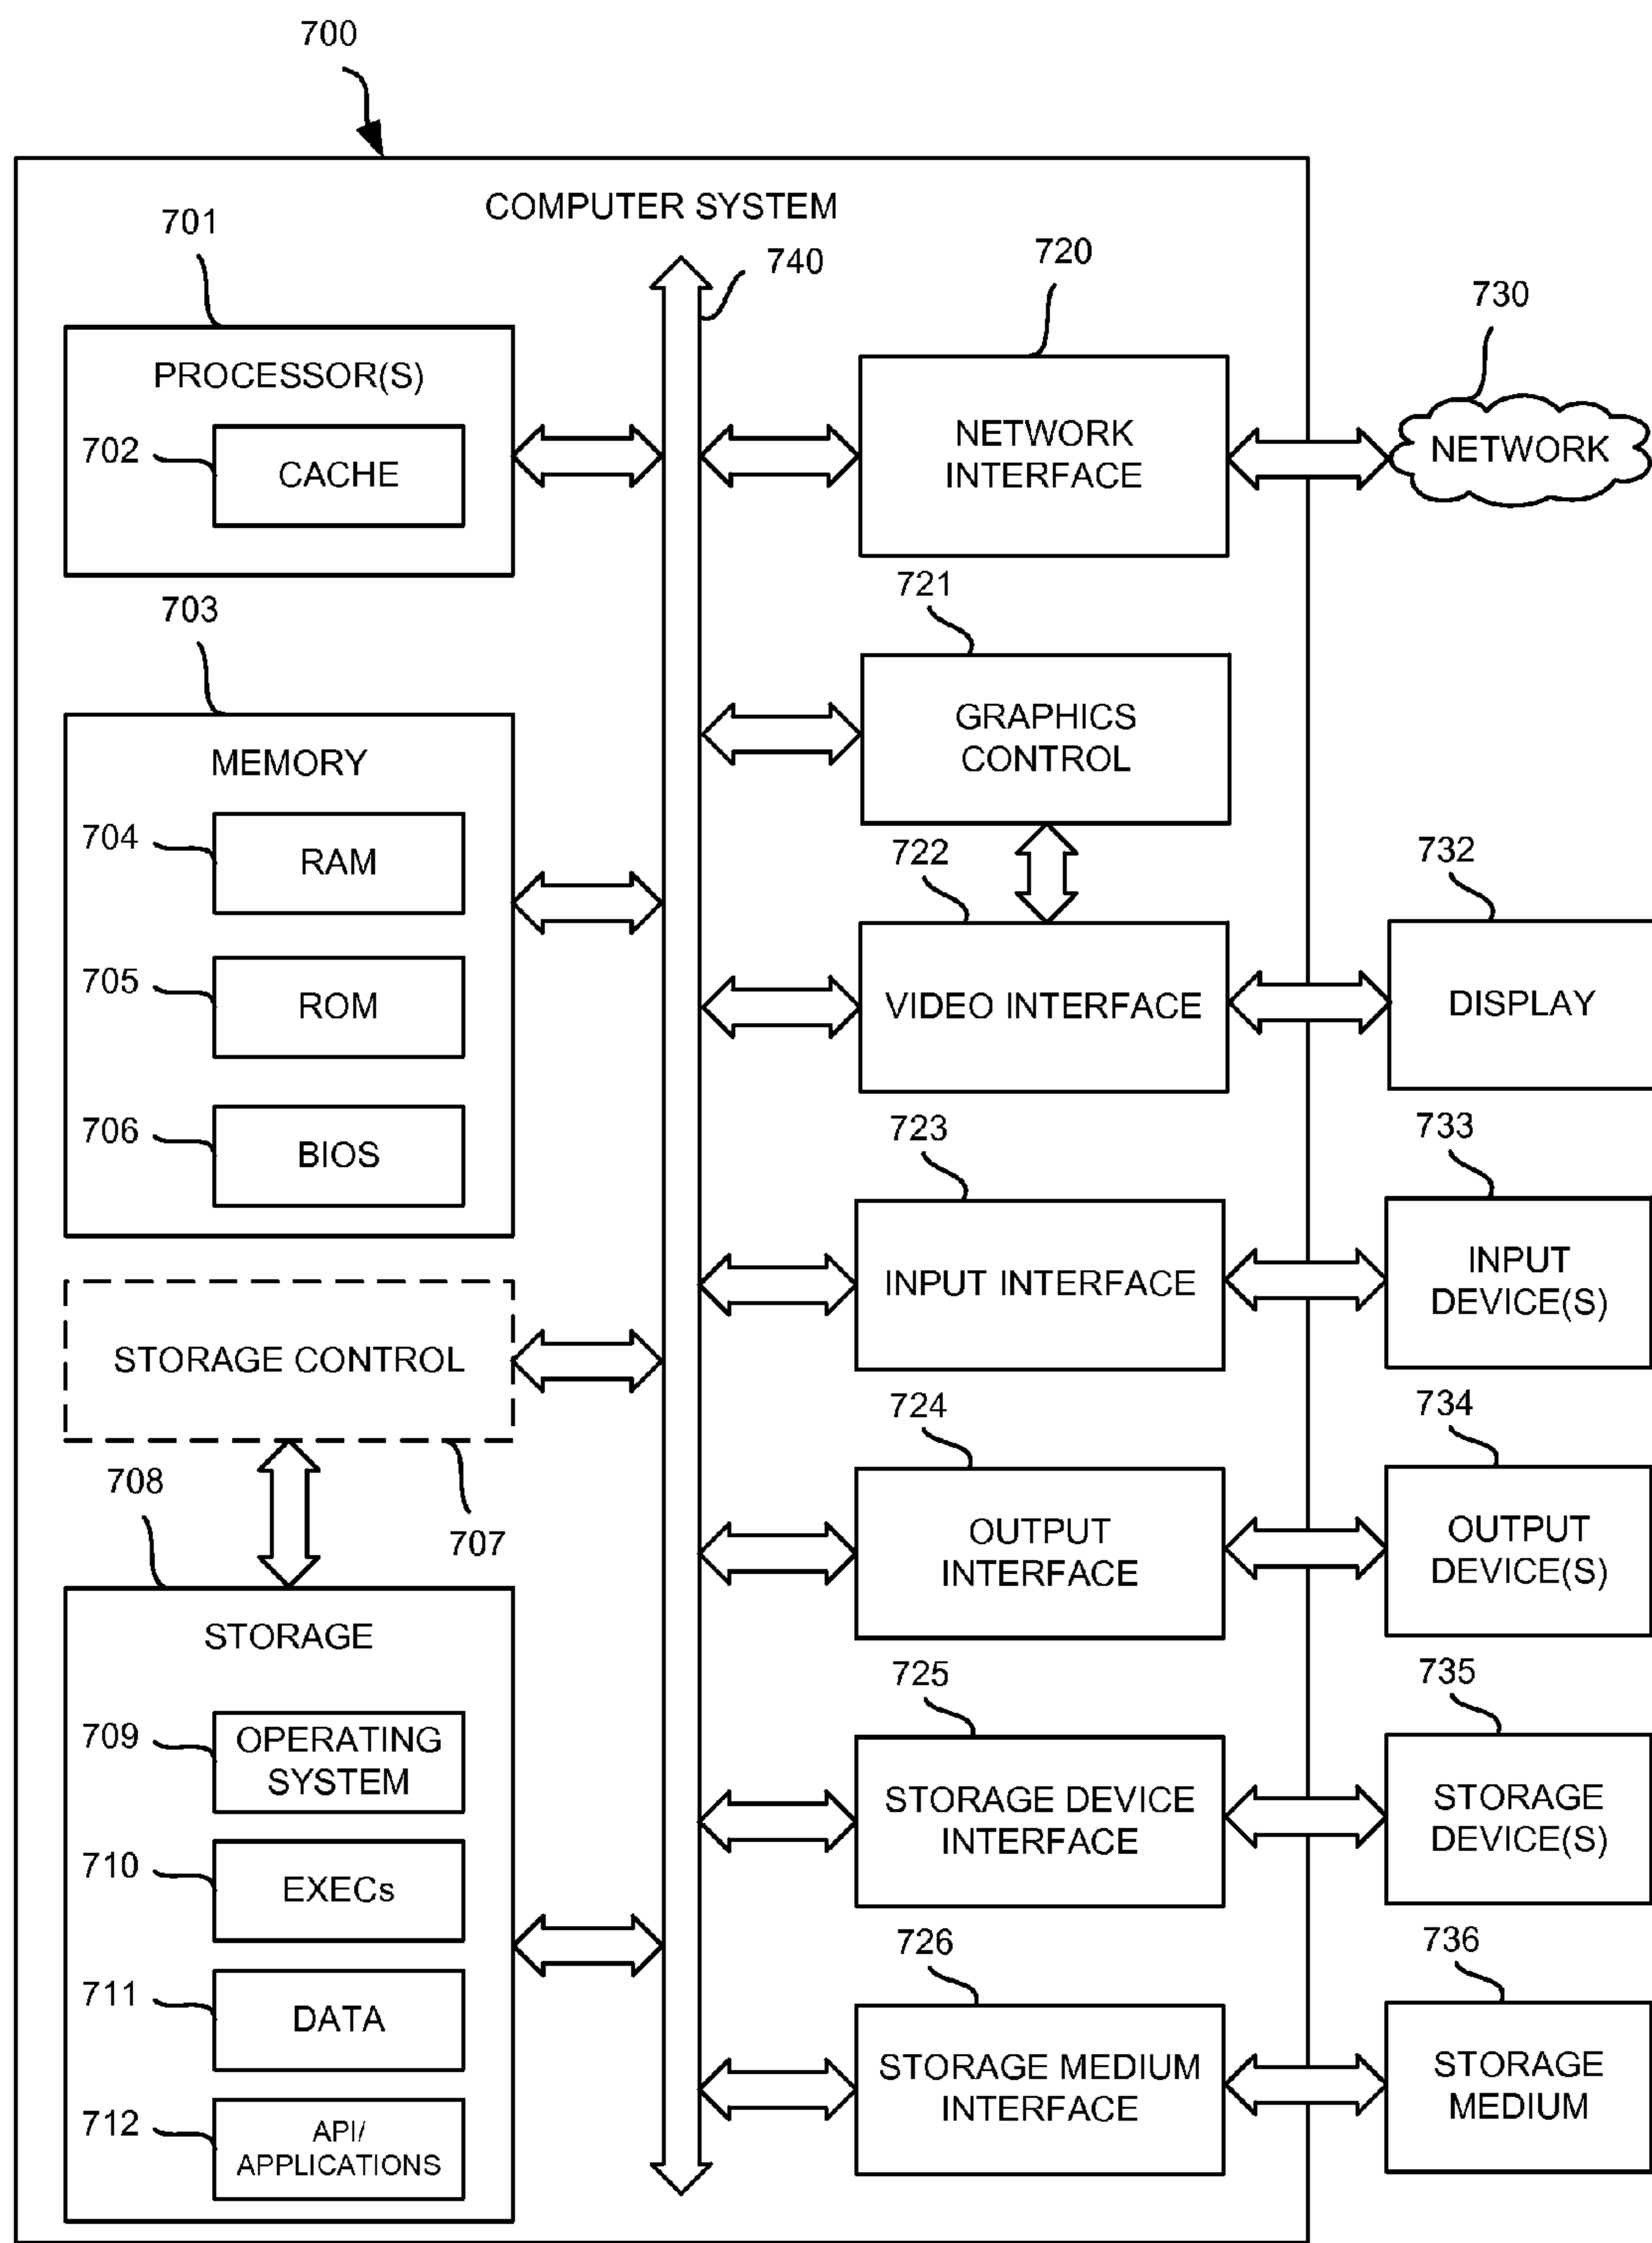 700
COMPUTER SYSTEM
701
740
720
730
PROCESSOR(S)
702
CACHE
NETWORK
INTERFACE
NETWORK
703
721
MEMORY
GRAPHICS
CONTROL
704
RAM
722
732
705
ROM
VIDEO INTERFACE
DISPLAY
706
BIOS
723
733
INPUT INTERFACE
INPUT
DEVICE(S)
STORAGE CONTROL
724
734
708
707
OUTPUT
INTERFACE
OUTPUT
DEVICE(S)
STORAGE
725
735
709
OPERATING
SYSTEM
STORAGE DEVICE
INTERFACE
STORAGE
DEVICE(S)
710
EXECs
726
736
711
DATA
STORAGE MEDIUM
INTERFACE
STORAGE
MEDIUM
712
API/
APPLICATIONS